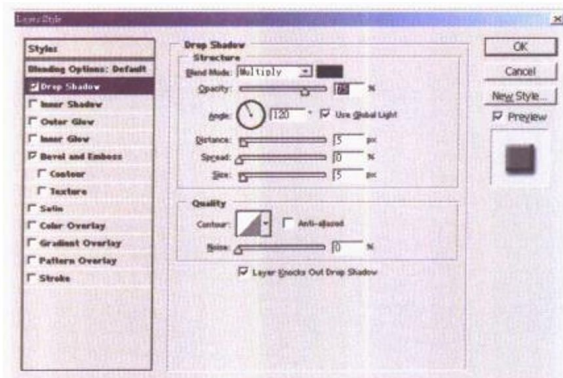 Layer Style
Styles
Blending Options: Default
Drop Shadow
Inner Shadow
Outer Glow
Inner Glow
Bevel and Emboss
Contour
Texture
Satin
Color Overlay
Gradient Overlay
Pattern Overlay
Stroke
Drop Shadow
Structure
Blend Mode: Multiply
Opacity: 75 %
Angle: 120 ° Use Global Light
Distance: 5 px
Spread: 0 %
Size: 5 px
Quality
Contour: Anti-aliased
Noise: 0 %
Layer Knocks Out Drop Shadow
OK
Cancel
New Style...
Preview